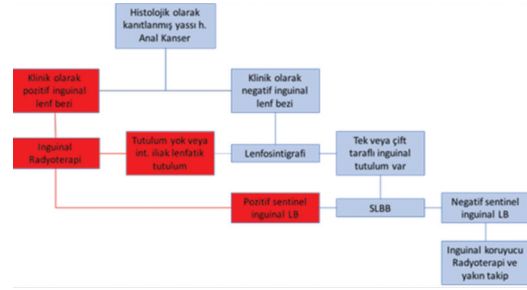 Histolojik olarak
kanıtlanmış yassı h.
Anal Kanser
Klinik olarak
pozitif inguinal
lenf bezi
Klinik olarak
negatif inguinal
lenf bezi
Inguinal
Radyoterapi
Tutulum yok veya
int. iliak lenfatik
tutulum
Lenfosintigrafi
Tek veya çift
taraflı inguinal
tutulum var
Pozitif sentinel
inguinal LB
SLBB
Negatif sentinel
inguinal LB
Inguinal koruyucu
Radyoterapi ve
yakın takip